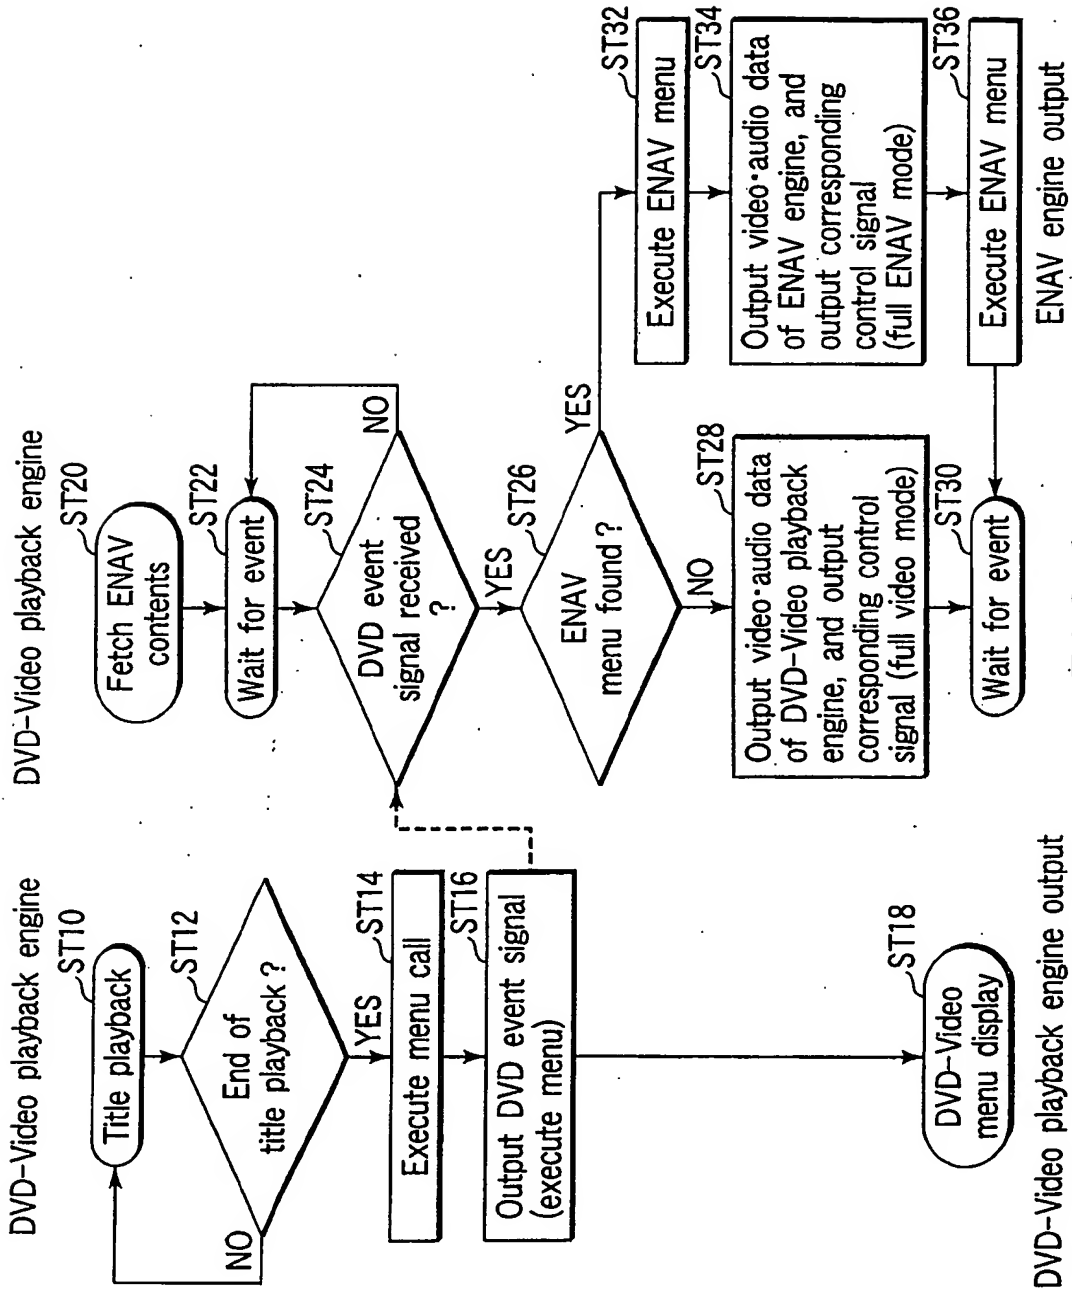 DVD-Video playback engine
ST10
Title playback
ST12
End of
title playback?
NO
YES
ST14
Execute menu call
ST16
Output DVD event signal
(execute menu)
ST18
DVD-Video
menu display
DVD-Video playback engine output
DVD-Video playback engine
ST20
Fetch ENAV
contents
ST22
Wait for event
ST24
DVD event
signal received
?
NO
YES
ST26
ENAV
menu found?
YES
NO
ST28
Output video·audio data
of DVD-Video playback
engine, and output
corresponding control
signal (full video mode)
ST30
Wait for event
ST32
Execute ENAV menu
ST34
Output video·audio data
of ENAV engine, and
output corresponding
control signal
(full ENAV mode)
ST36
Execute ENAV menu
ENAV engine output